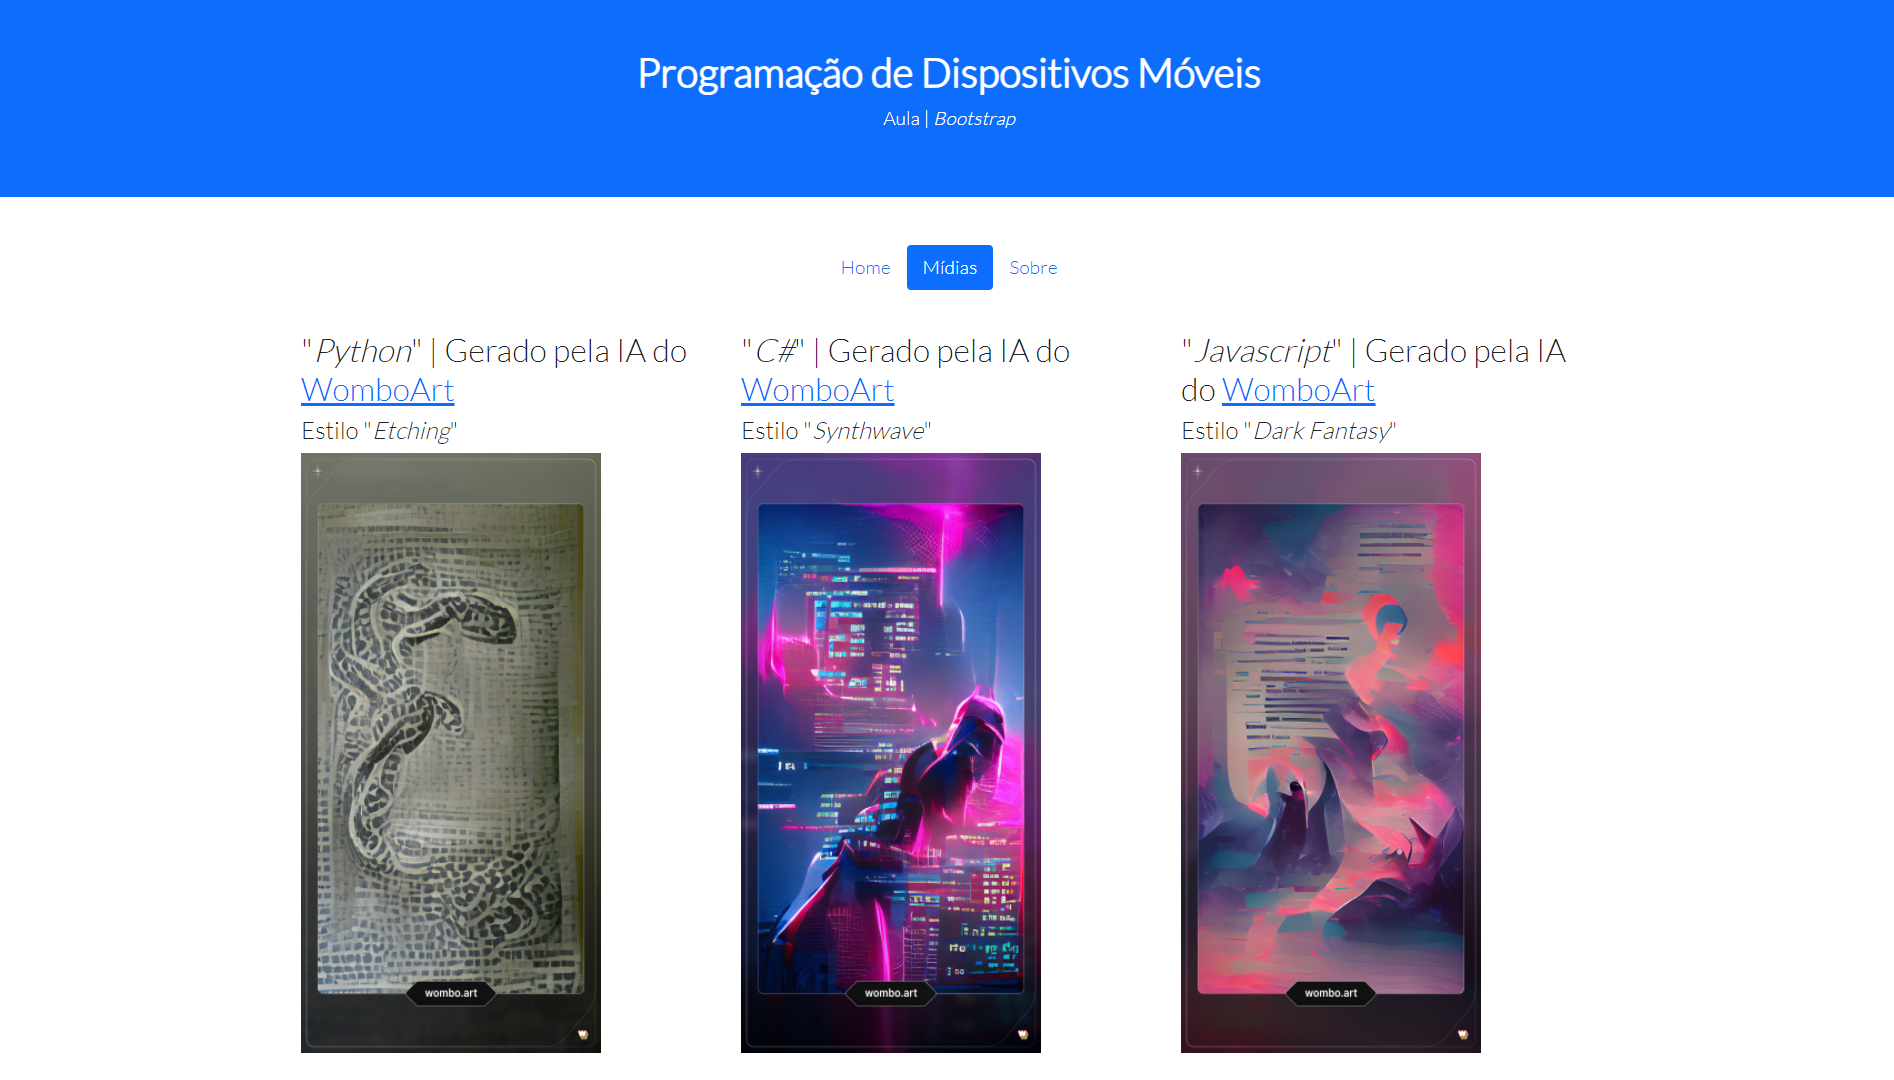 Programação de Dispositivos Móveis
Aula | Bootstrap
Home
Mídias
Sobre
"Python" | Gerado pela IA do
WomboArt
Estilo "Etching"
wombo.art
"C#" | Gerado pela IA do
WomboArt
Estilo "Synthwave"
wombo.art
"Javascript" | Gerado pela IA
do WomboArt
Estilo "Dark Fantasy"
wombo.art